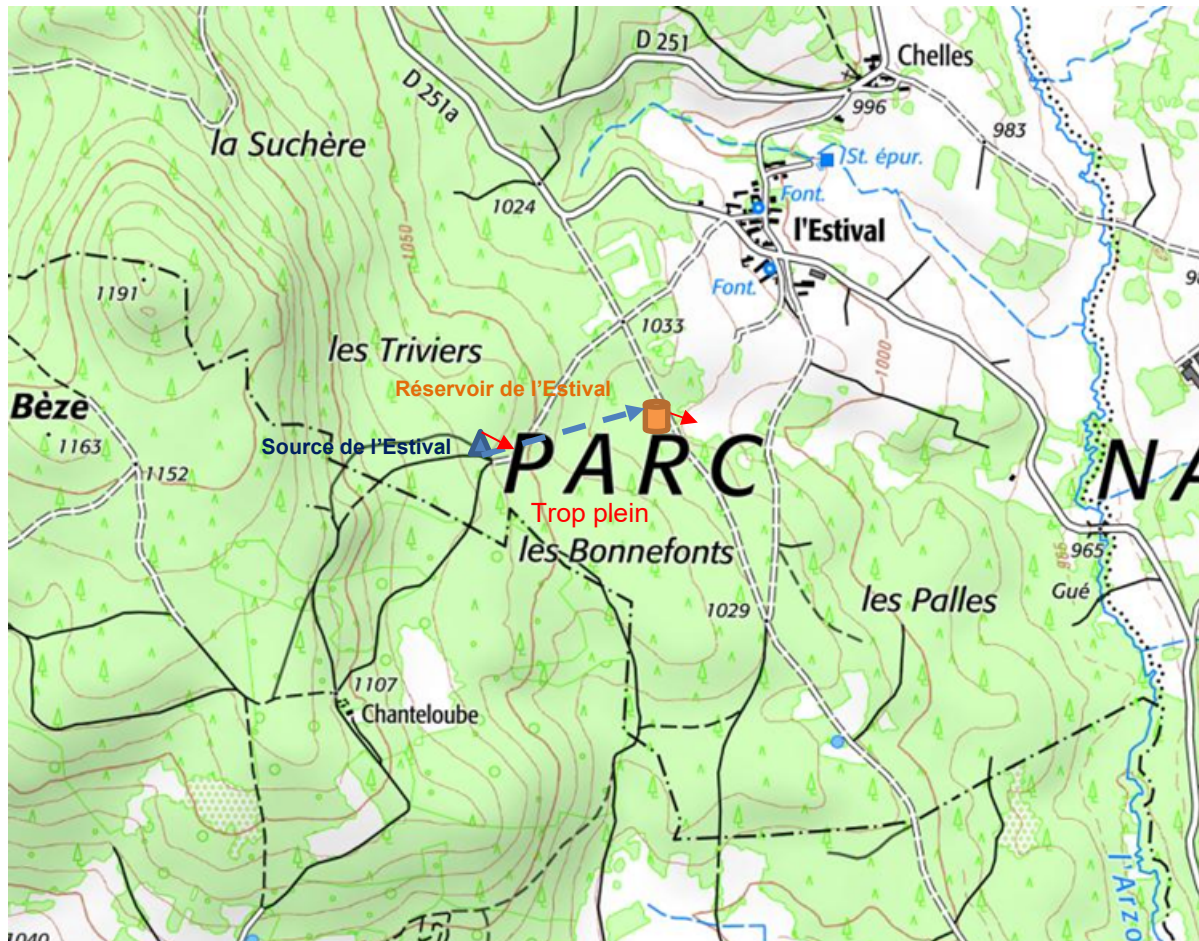 D 251
Chelles
D 251a
996
la Suchère
983
St. épur.
1024
Font.
l'Estival
1050
1191
Font.
1033
les Triviers
1000
Réservoir de l'Estival
Bèze
1163
Source de l'Estival
1152
PARC
NA
Trop plein
les Bonnefonts
965
Gué
1029
les Palles
1107
Chanteloube
l'Arzo
1040